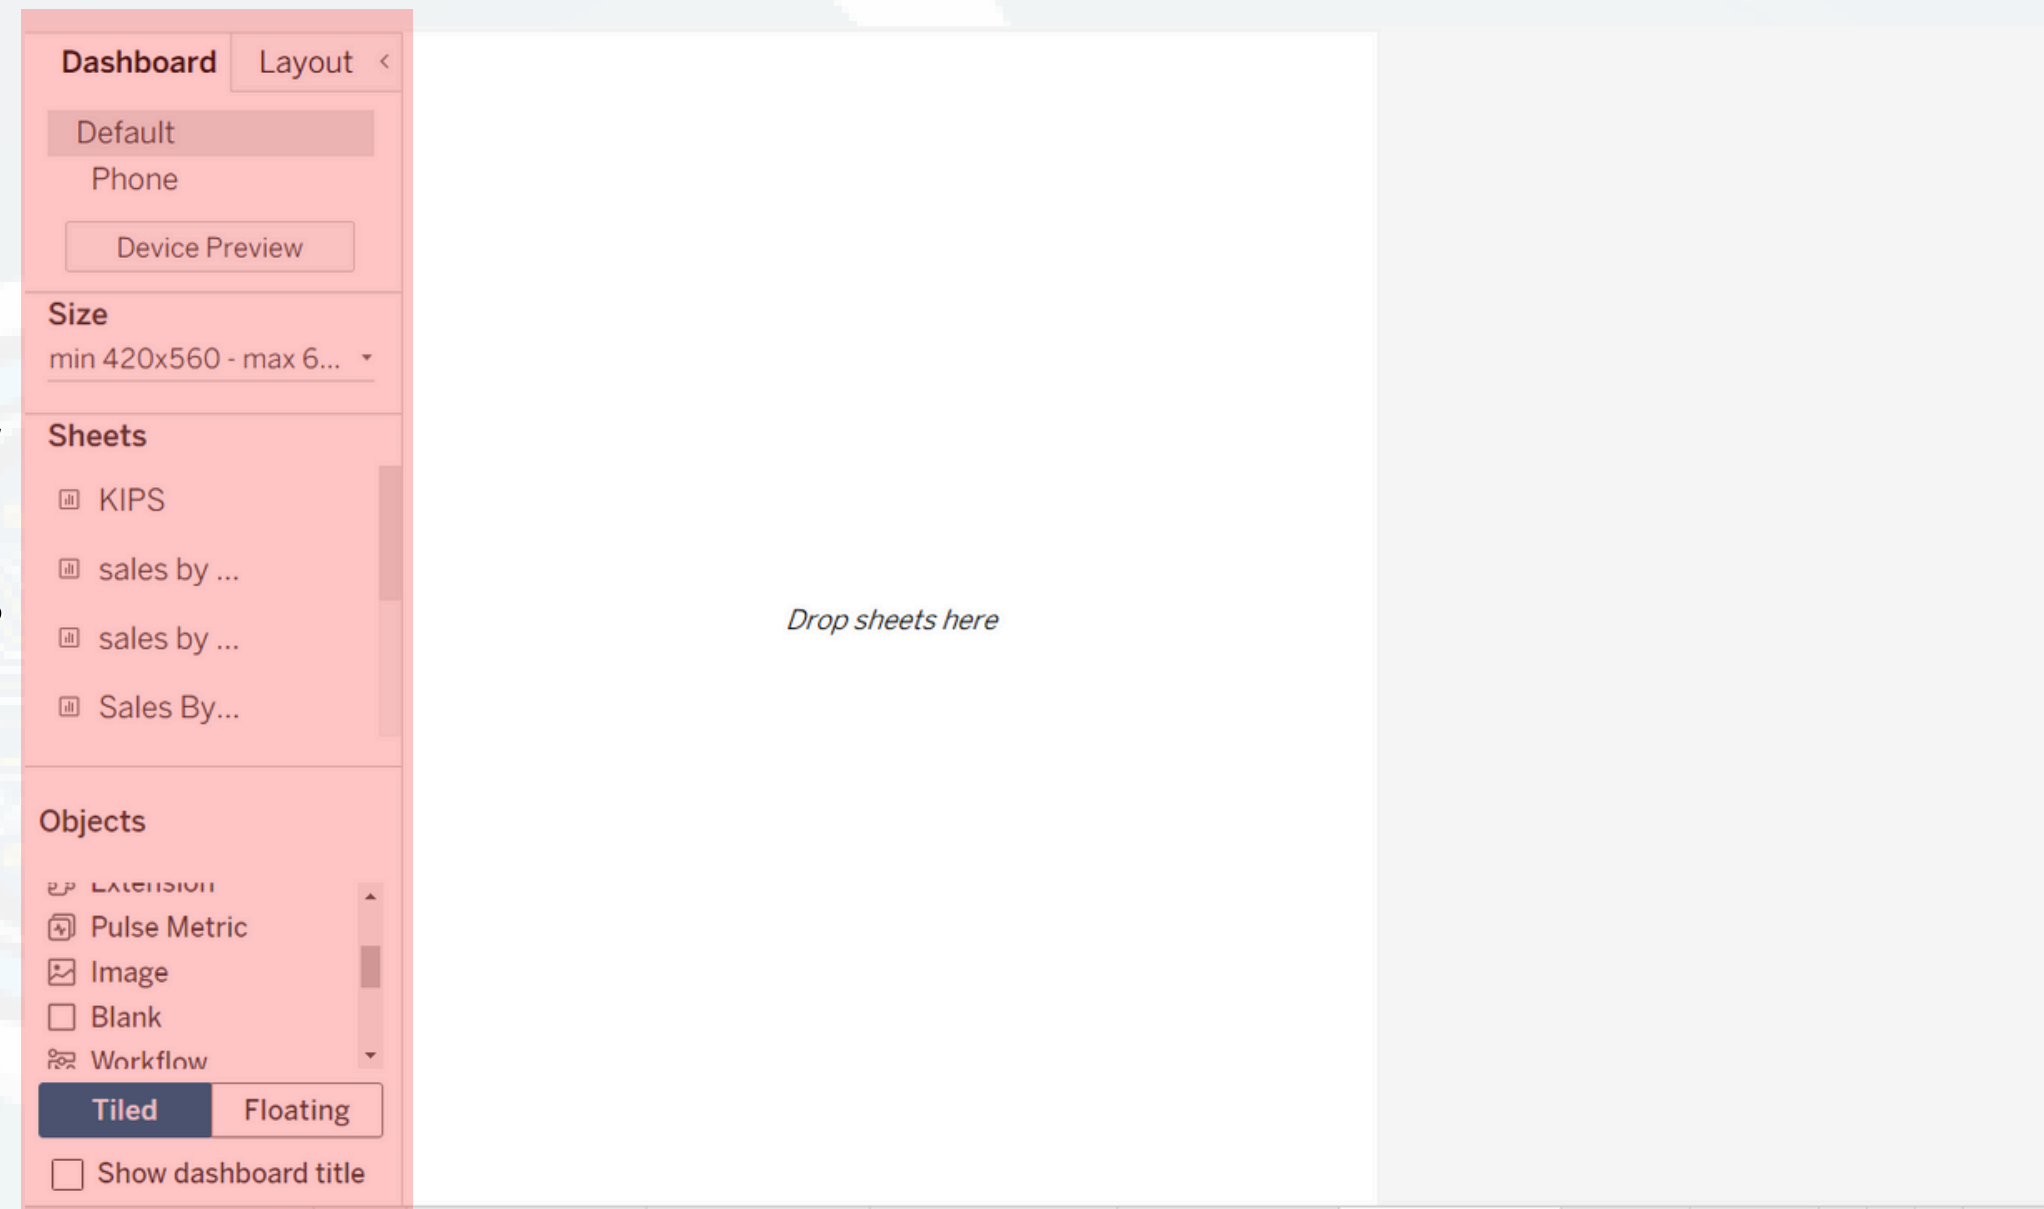 Dashboard Layout <
Default
Phone
Device Preview
Size
min 420x560 - max 6...
Sheets
KIPS
sales by ...
sales by ...
Sales By...
Drop sheets here
Objects
Extension
Pulse Metric
Image
Blank
Workflow
Tiled Floating
Show dashboard title